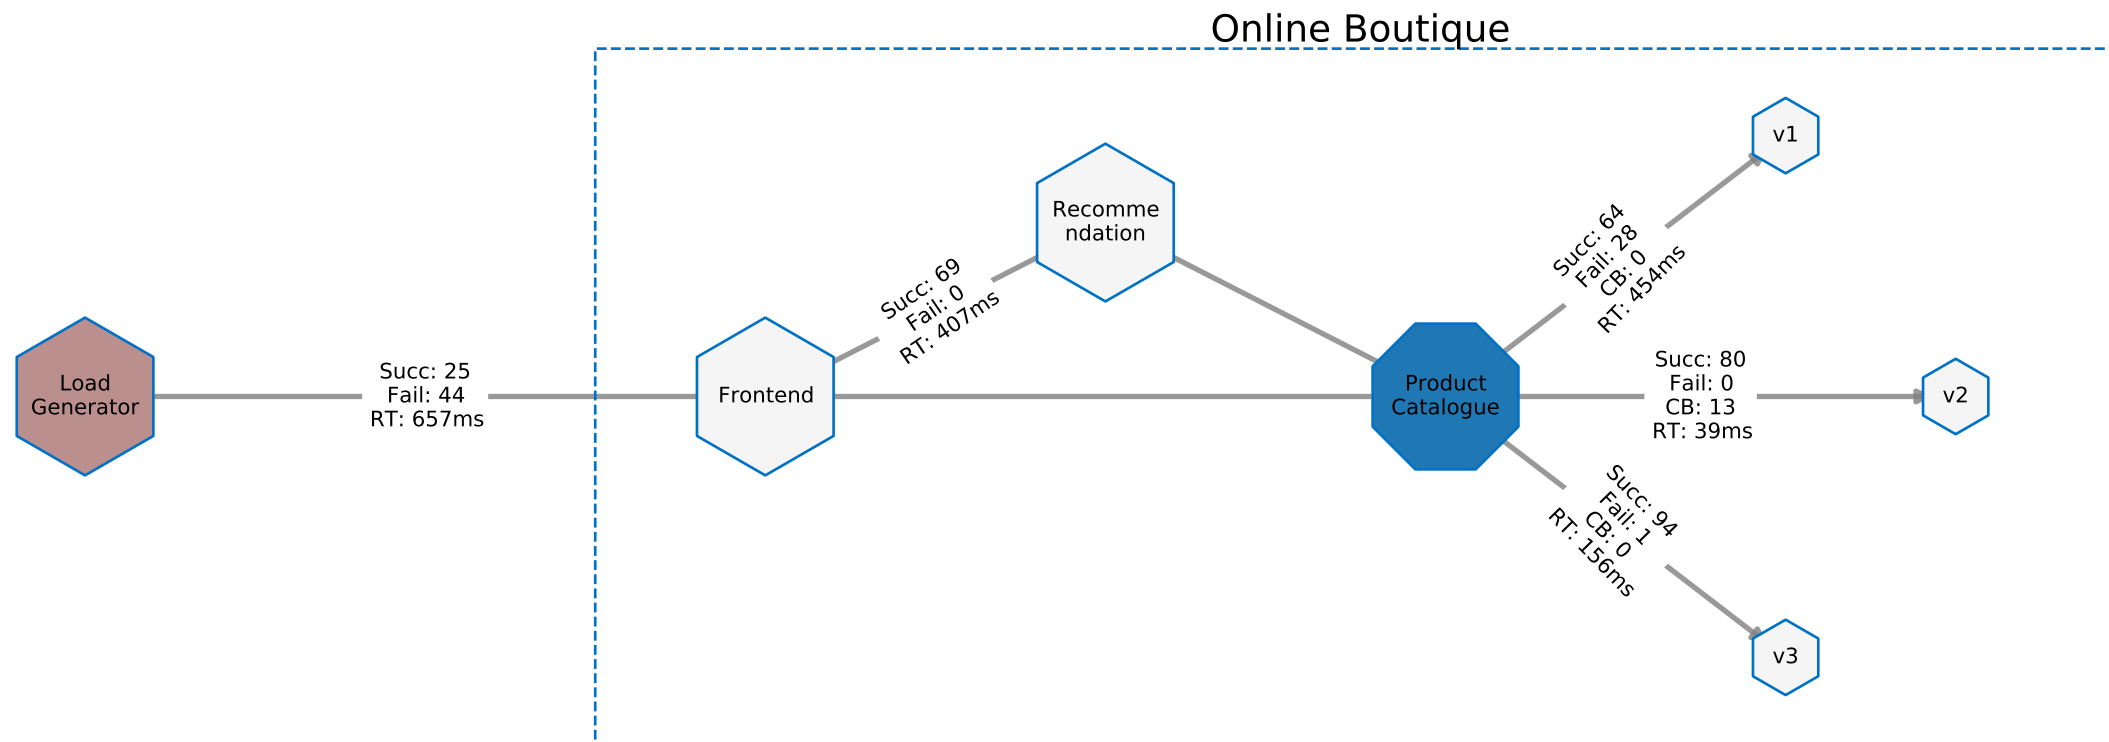 Online Boutique
Load
Generator
Succ: 25
Fail: 44
RT: 657ms
Frontend
Succ: 69
Fail: 0
RT: 407ms
Recomme
ndation
Product
Catalogue
Succ: 64
Fail: 28
CB: 0
RT: 454ms
v1
Succ: 80
Fail: 0
CB: 13
RT: 39ms
v2
Succ: 94
Fail: 1
CB: 0
RT: 156ms
v3